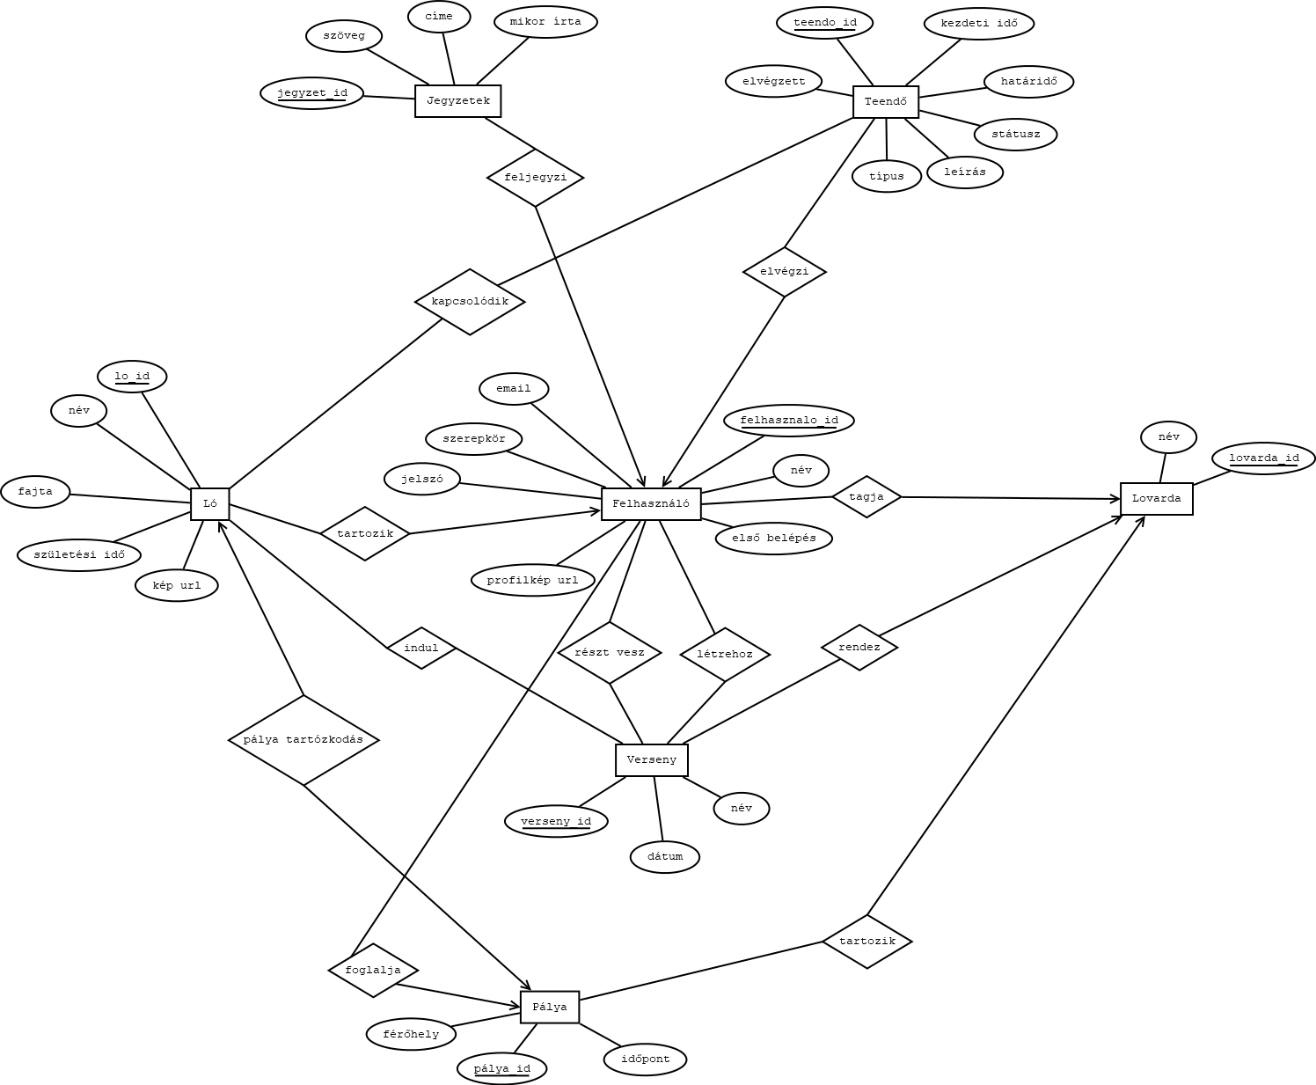 címe
mikor írta
szöveg
jegyzet_id
Jegyzetek
teendo_id
kezdeti idő
elvégzett
határidő
Teendő
státusz
típus
leírás
feljegyzi
elvégzi
kapcsolódik
lo_id
név
fajta
Ló
születési idő
kép url
email
szerepkör
jelszó
felhasznalo_id
név
Felhasználó
első belépés
profilkép url
tagja
név
lovarda_id
Lovarda
tartozik
indul
részt vesz
létrehoz
rendez
pálya tartózkodás
Verseny
verseny_id
név
dátum
tartozik
foglalja
Pálya
férőhely
pálya_id
időpont